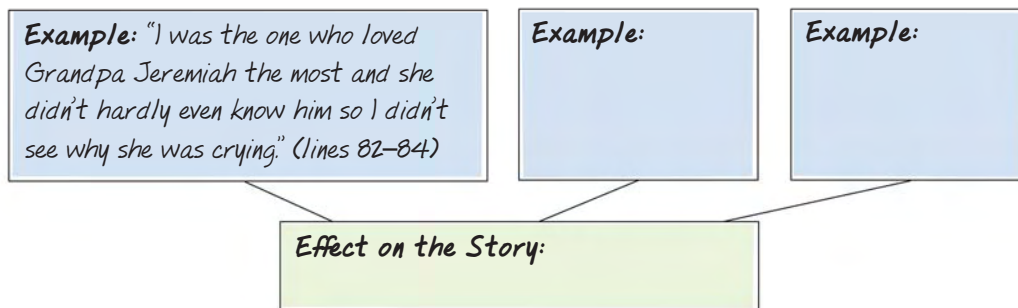 Example: “I was the one who loved
Grandpa Jeremiah the most and she
didn’t hardly even know him so I didn’t
see why she was crying.” (lines 82–84)
Example:
Example:
Effect on the Story: